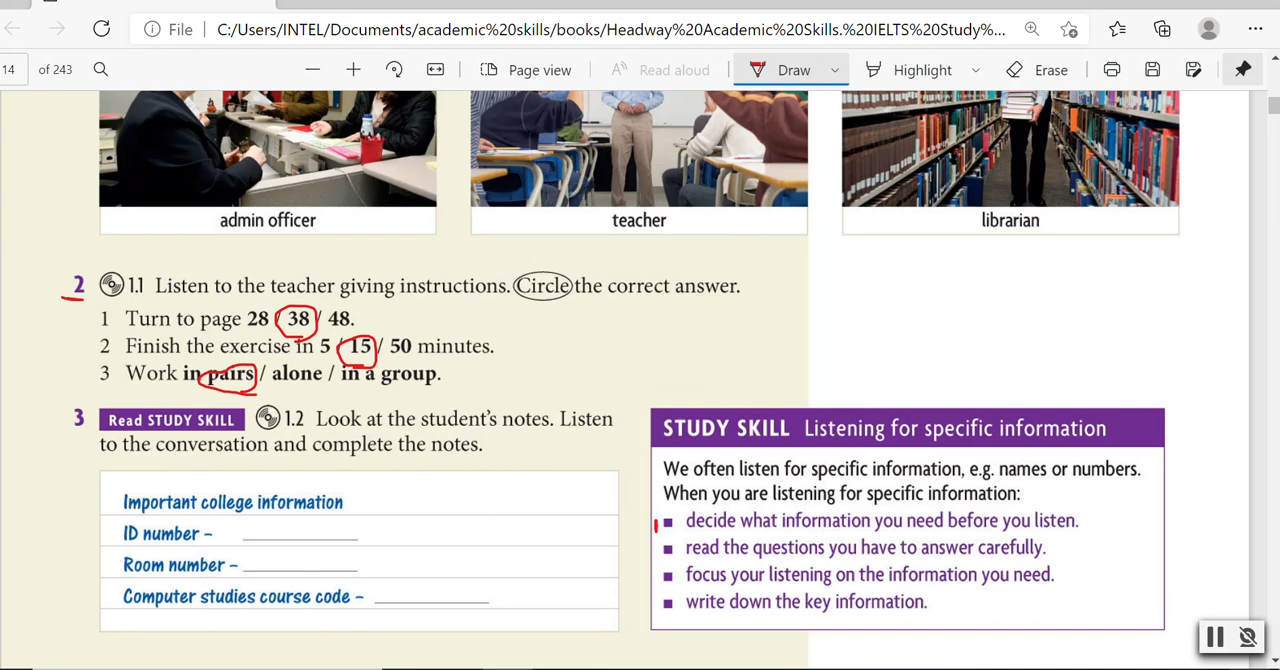 File
C:/Users/INTEL/Documents/academic%20skills/books/Headway%20Academic%20Skills.%20IELTS%20Study%...
14 of 243
Page view
Read aloud
Draw
Highlight
Erase
admin officer
teacher
librarian
2 1.1 Listen to the teacher giving instructions. Circle the correct answer.
1 Turn to page 28 / 38 / 48.
2 Finish the exercise in 5 / 15 / 50 minutes.
3 Work in pairs / alone / in a group.
3 Read STUDY SKILL 1.2 Look at the student's notes. Listen
to the conversation and complete the notes.
Important college information
ID number –
Room number –
Computer studies course code –
STUDY SKILL Listening for specific information
We often listen for specific information, e.g. names or numbers.
When you are listening for specific information:
■ decide what information you need before you listen.
■ read the questions you have to answer carefully.
■ focus your listening on the information you need.
■ write down the key information.